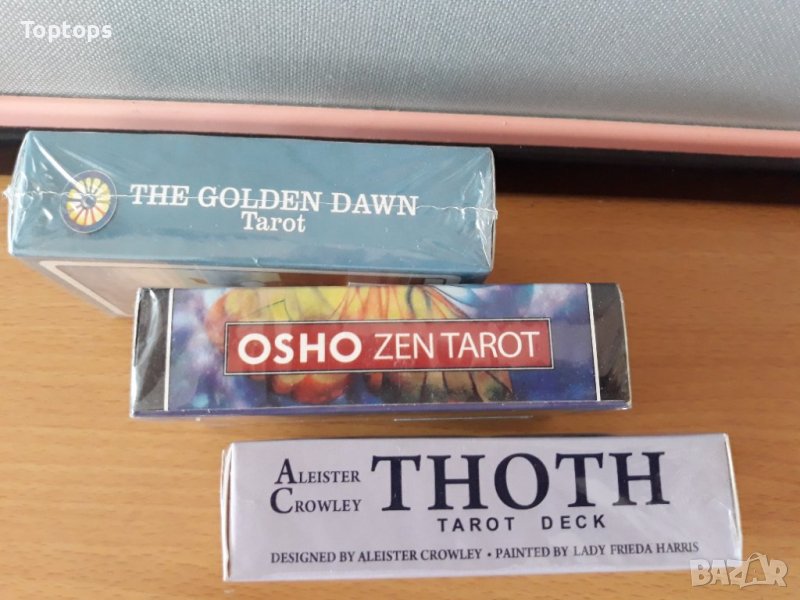 Toptops
THE GOLDEN DAWN
Tarot
OSHO ZEN TAROT
ALEISTER
CROWLEY
THOTH
TAROT DECK
DESIGNED BY ALEISTER CROWLEY • PAINTED BY LADY FRIEDA HARRIS
BAZAR